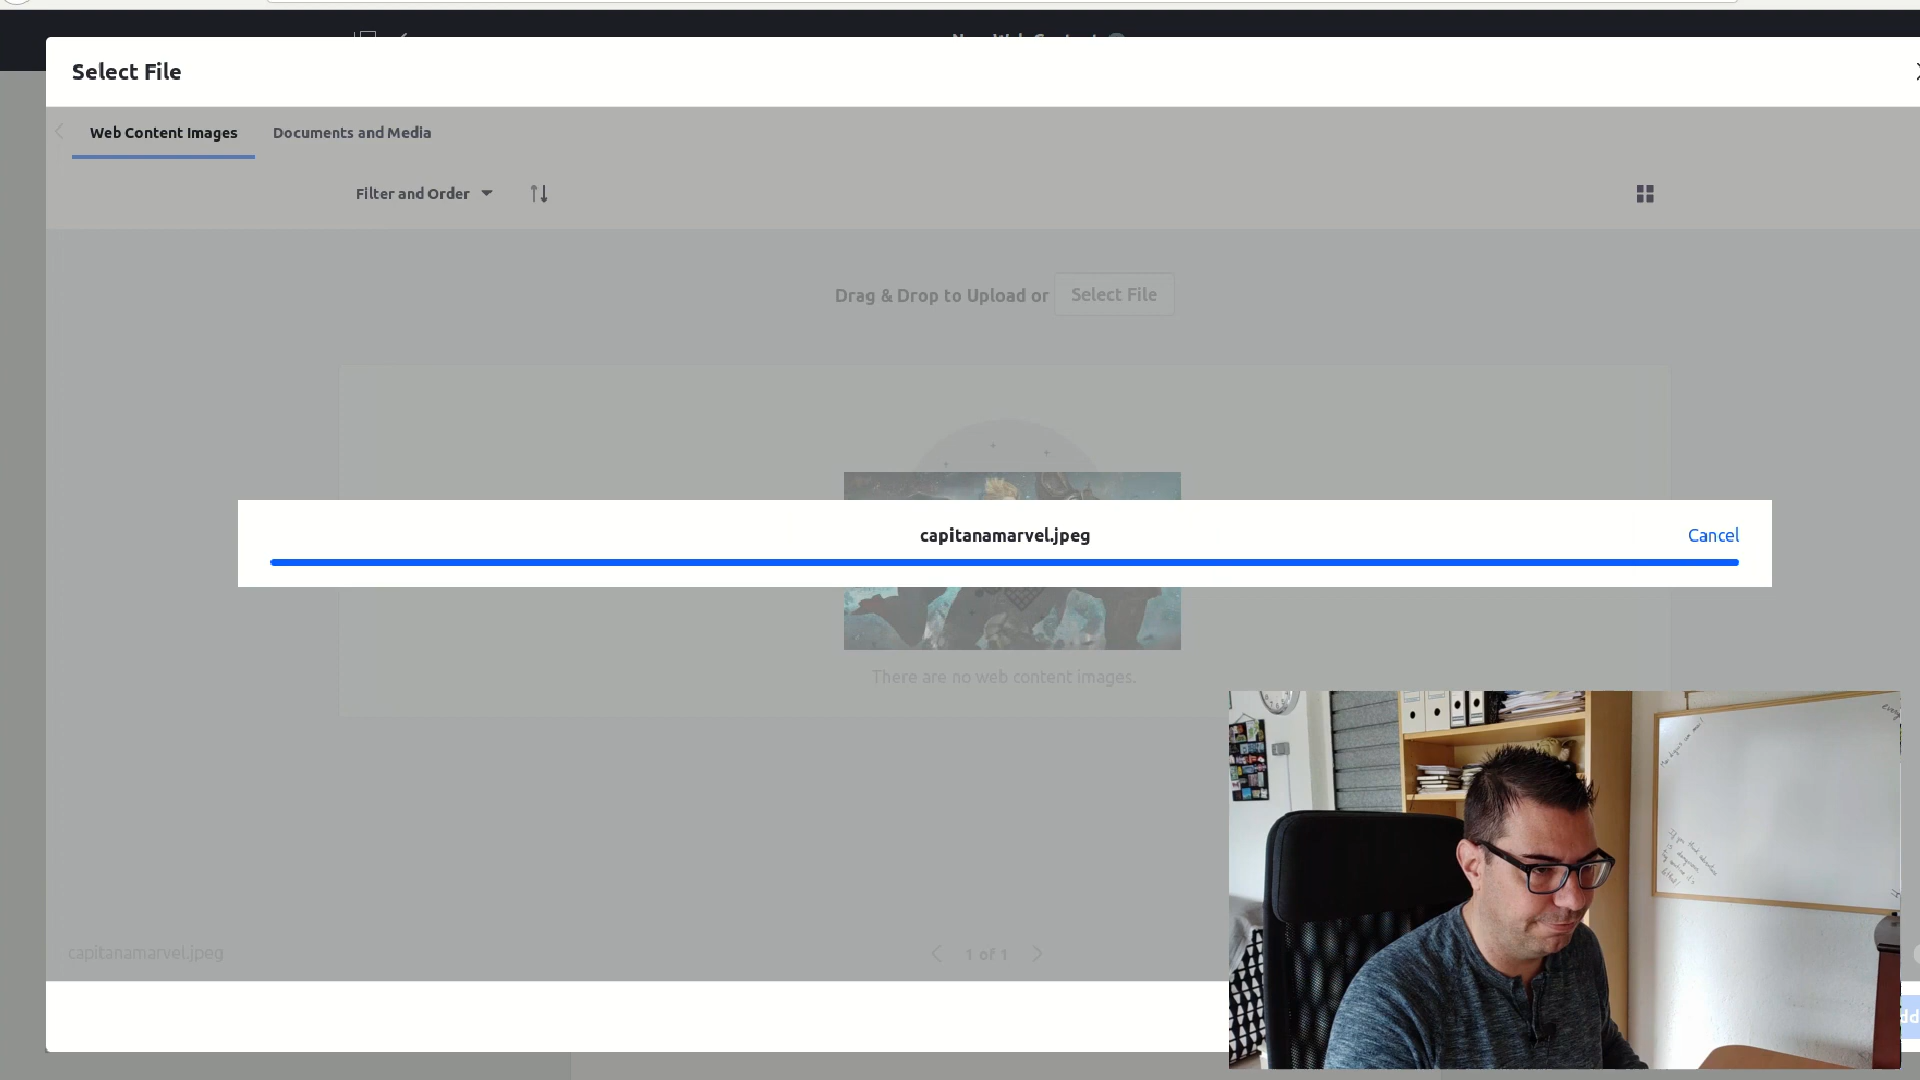 Select File
Web Content Images
Documents and Media
Filter and Order
Drag & Drop to Upload or
Select File
capitanamarvel.jpeg
Cancel
There are no web content images.
capitanamarvel.jpeg
1 of 1